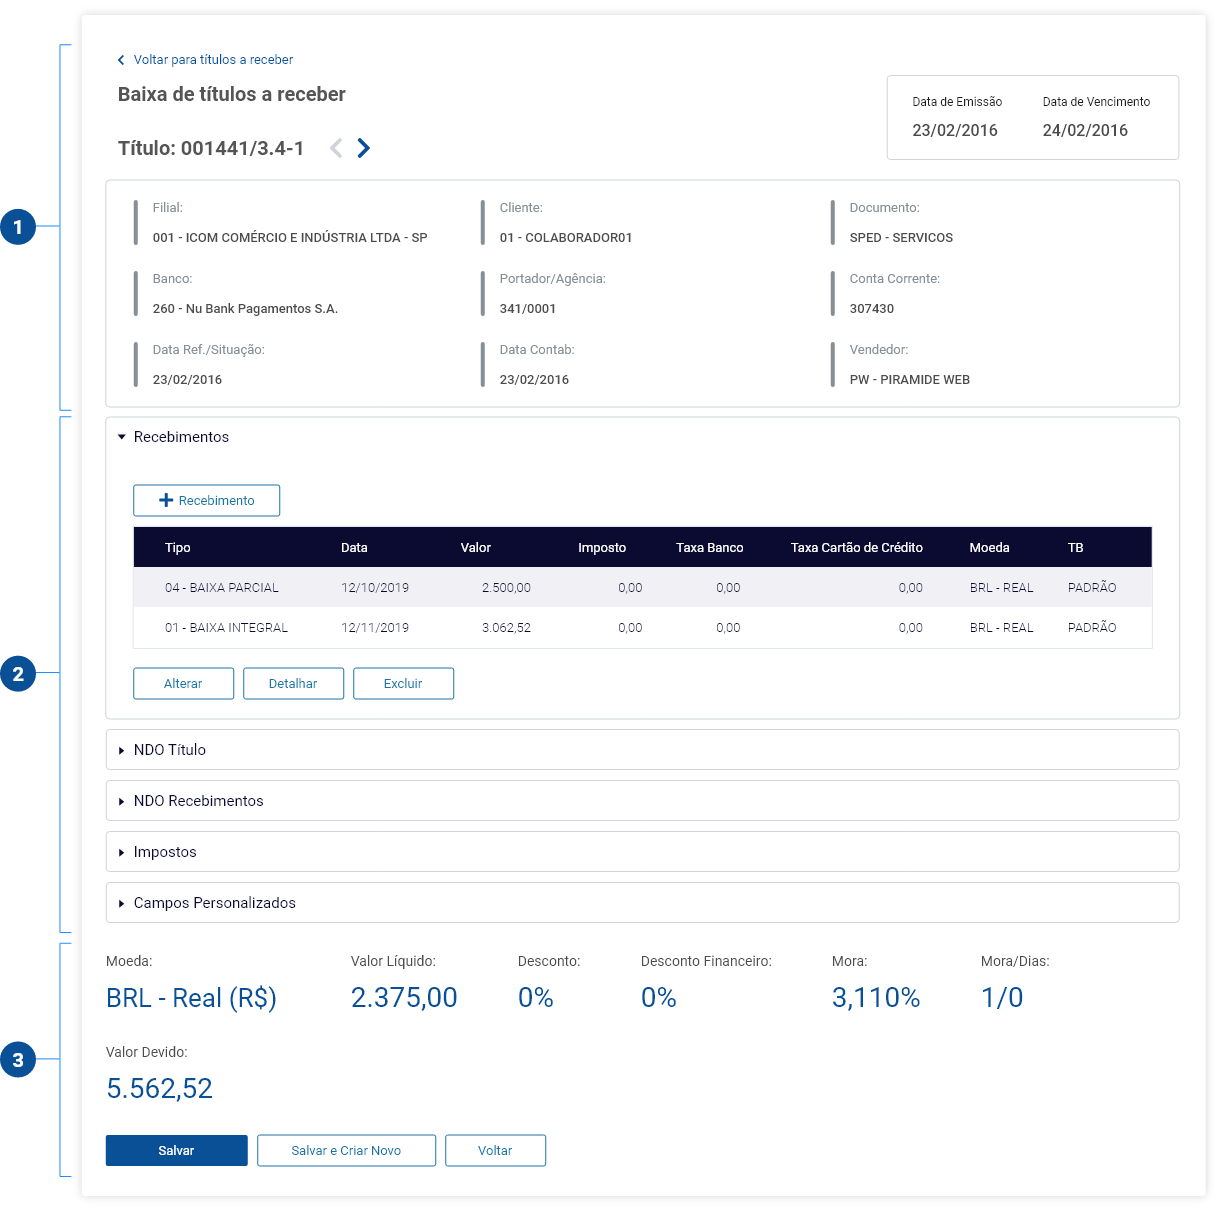 Voltar para títulos a receber
Baixa de títulos a receber
Data de Emissão Data de Vencimento
23/02/2016 24/02/2016
Título: 001441/3.4-1
1
Filial: Cliente: Documento:
001 - ICOM COMÉRCIO E INDÚSTRIA LTDA - SP 01 - COLABORADOR01 SPED - SERVICOS
Banco: Portador/Agência: Conta Corrente:
260 - Nu Bank Pagamentos S.A. 341/0001 307430
Data Ref./Situação: Data Contab: Vendedor:
23/02/2016 23/02/2016 PW - PIRAMIDE WEB
Recebimentos
Recebimento
Tipo Data Valor Imposto Taxa Banco Taxa Cartão de Crédito Moeda TB
04 - BAIXA PARCIAL 12/10/2019 2.500,00 0,00 0,00 0,00 BRL - REAL PADRÃO
01 - BAIXA INTEGRAL 12/11/2019 3.062,52 0,00 0,00 0,00 BRL - REAL PADRÃO
2
Alterar Detalhar Excluir
NDO Título
NDO Recebimentos
Impostos
Campos Personalizados
Moeda: Valor Líquido: Desconto: Desconto Financeiro: Mora: Mora/Dias:
BRL - Real (R$) 2.375,00 0% 0% 3,110% 1/0
Valor Devido:
3
5.562,52
Salvar Salvar e Criar Novo Voltar